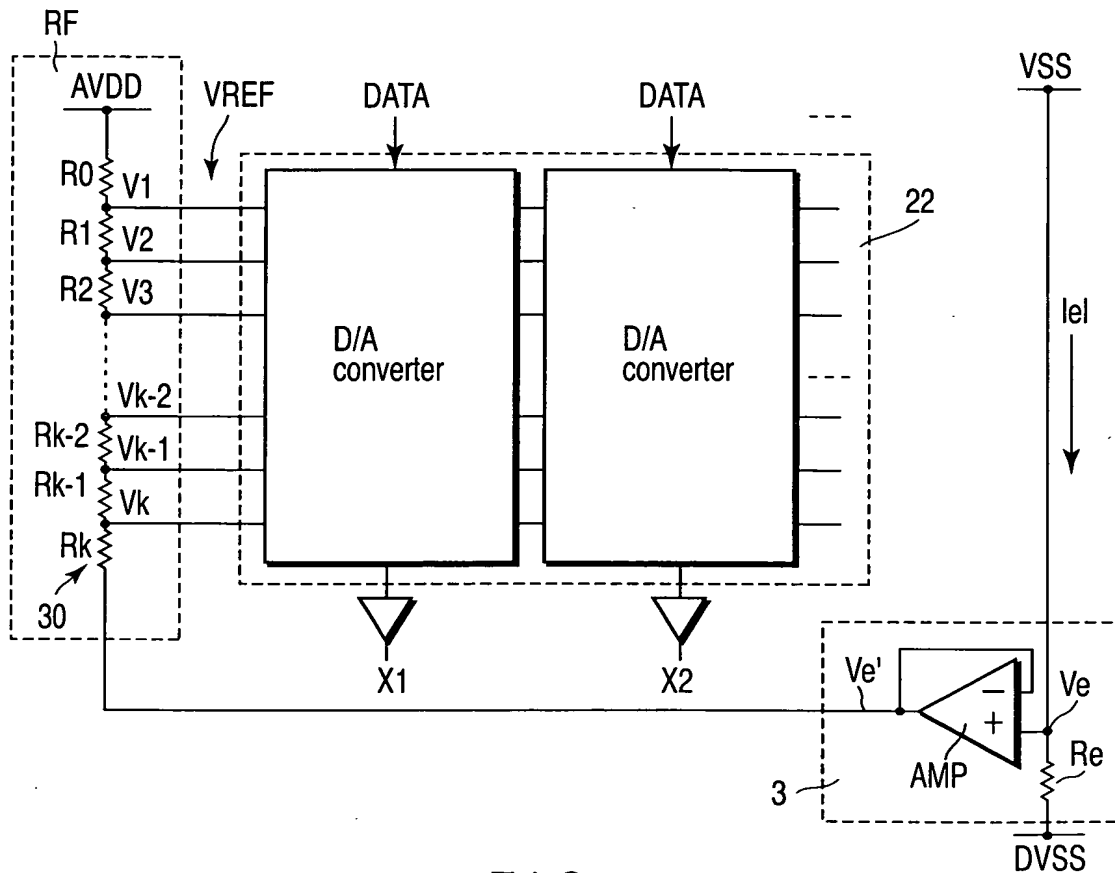 RF
AVDD
VREF
DATA
DATA
VSS
R0
V1
R1
V2
R2
V3
22
D/A
converter
D/A
converter
Iel
Vk-2
Rk-2
Vk-1
Rk-1
Vk
Rk
30
X1
X2
Ve'
Ve
−
+
AMP
Re
3
DVSS